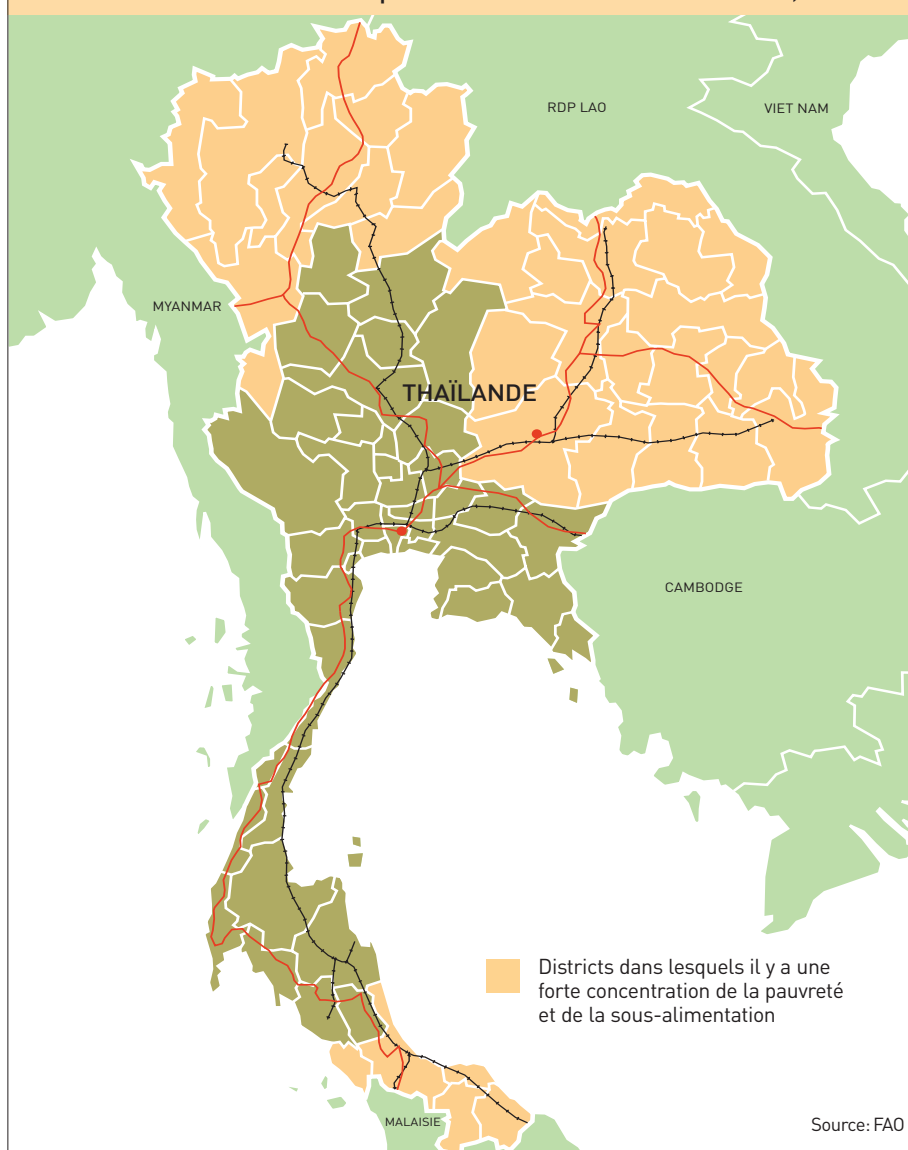 RDP LAO
VIET NAM
MYANMAR
THAÏLANDE
CAMBODGE
Districts dans lesquels il y a une
forte concentration de la pauvreté
et de la sous-alimentation
MALAISIE
Source: FAO